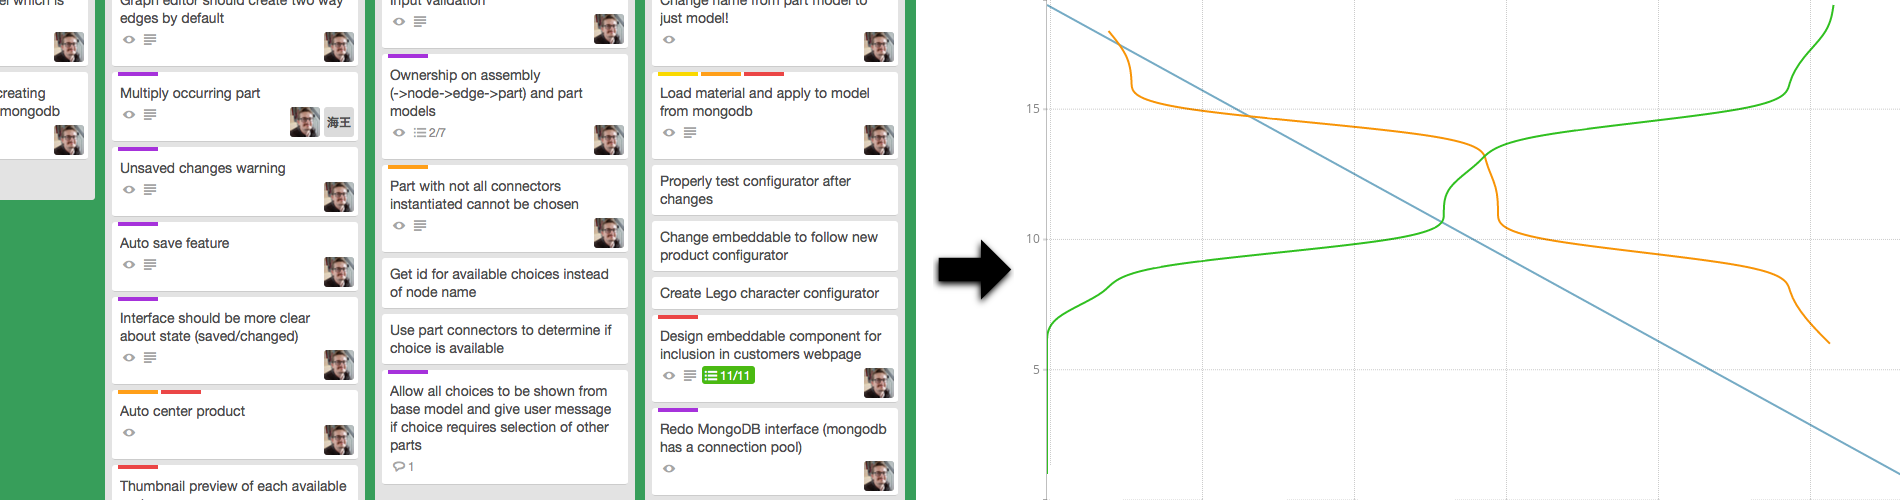 el which is
creating
mongodb
Graph editor should create two way
edges by default
Multiply occurring part
海王
Unsaved changes warning
Auto save feature
Interface should be more clear
about state (saved/changed)
Auto center product
Thumbnail preview of each available
Input validation
Ownership on assembly
(->node->edge->part) and part
models
2/7
Part with not all connectors
instantiated cannot be chosen
Get id for available choices instead
of node name
Use part connectors to determine if
choice is available
Allow all choices to be shown from
base model and give user message
if choice requires selection of other
parts
1
Change name from part model to
just model!
Load material and apply to model
from mongodb
Properly test configurator after
changes
Change embeddable to follow new
product configurator
Create Lego character configurator
Design embeddable component for
inclusion in customers webpage
11/11
Redo MongoDB interface (mongodb
has a connection pool)
15
10
5